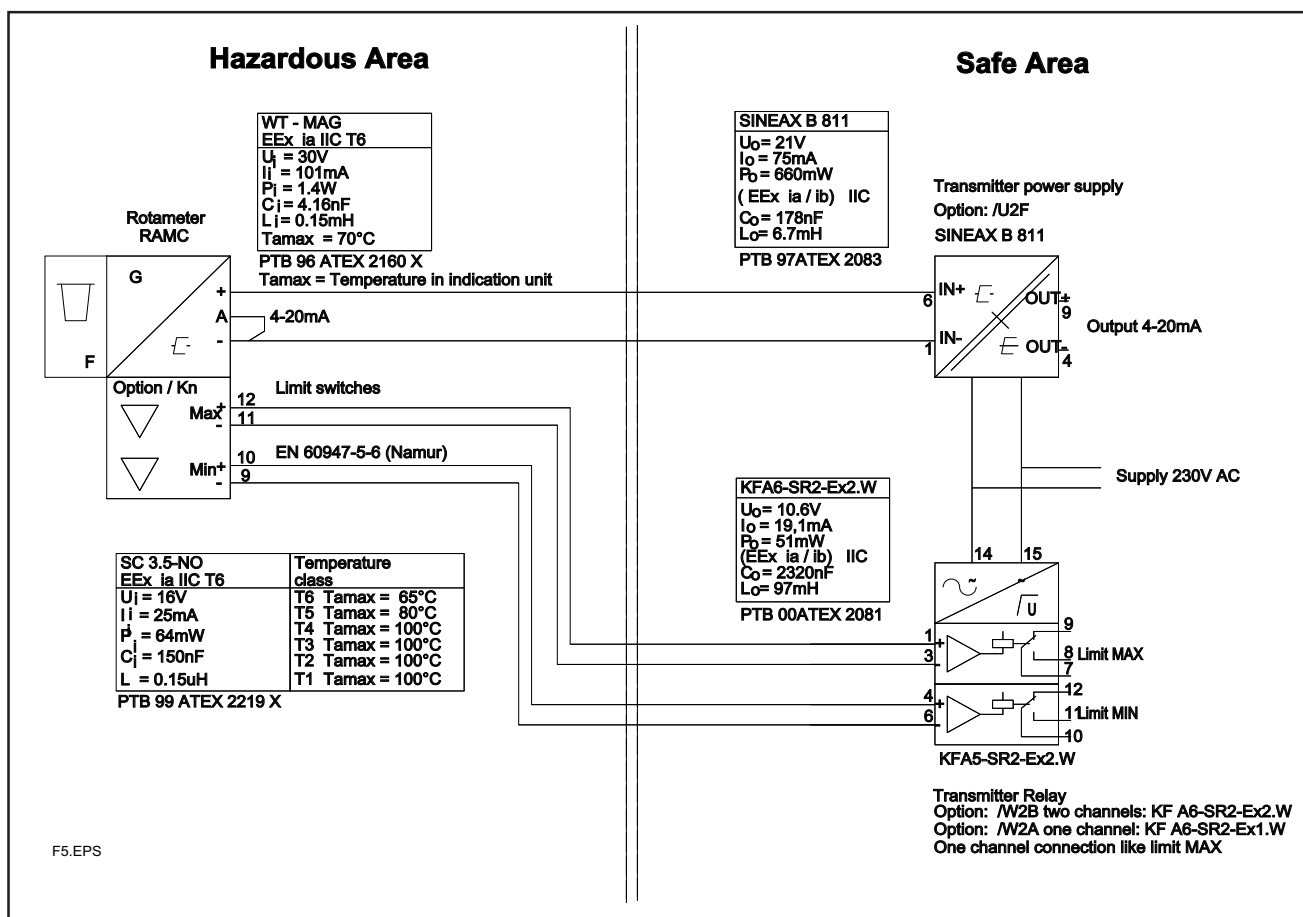 Hazardous Area
Safe Area
WT - MAG
EEx ia IIC T6
Ui = 30V
Ii = 101mA
Pi = 1.4W
Ci = 4.16nF
Li = 0.15mH
Tamax = 70°C
PTB 96 ATEX 2160 X
Tamax = Temperature in indication unit
SINEAX B 811
Uo= 21V
Io = 75mA
Po = 660mW
( EEx ia / ib) IIC
Co = 178nF
Lo= 6.7mH
PTB 97ATEX 2083
Transmitter power supply
Option: /U2F
SINEAX B 811
Rotameter
RAMC
G
F
+
A
-
4-20mA
6
IN+
1
IN-
OUT+
9
OUT-
4
Output 4-20mA
Option / Kn
Limit switches
Max+
-
12
11
Min+
-
10
9
EN 60947-5-6 (Namur)
Supply 230V AC
KFA6-SR2-Ex2.W
Uo= 10.6V
Io = 19,1mA
Po = 51mW
(EEx ia / ib) IIC
Co = 2320nF
Lo= 97mH
PTB 00ATEX 2081
14
15
~
~
U
SC 3.5-NO
EEx ia IIC T6
Ui = 16V
Ii = 25mA
Pi = 64mW
Ci = 150nF
L = 0.15uH
Temperature
class
T6 Tamax = 65°C
T5 Tamax = 80°C
T4 Tamax = 100°C
T3 Tamax = 100°C
T2 Tamax = 100°C
T1 Tamax = 100°C
PTB 99 ATEX 2219 X
1
+
3
-
9
8 Limit MAX
7
4
+
6
-
12
11 Limit MIN
10
KFA5-SR2-Ex2.W
Transmitter Relay
Option: /W2B two channels: KF A6-SR2-Ex2.W
Option: /W2A one channel: KF A6-SR2-Ex1.W
One channel connection like limit MAX
F5.EPS